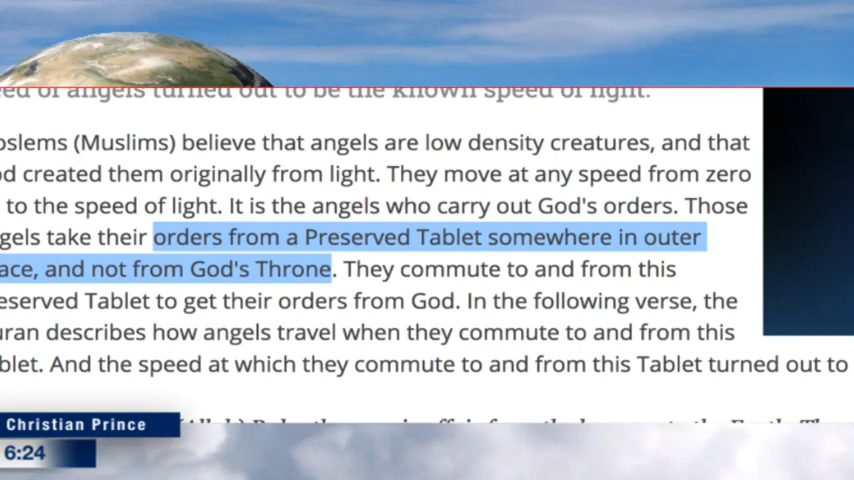 eed of angels turned out to be the known speed of light.
oslems (Muslims) believe that angels are low density creatures, and that
od created them originally from light. They move at any speed from zero
to the speed of light. It is the angels who carry out God's orders. Those
gels take their orders from a Preserved Tablet somewhere in outer
ace, and not from God's Throne. They commute to and from this
eserved Tablet to get their orders from God. In the following verse, the
uran describes how angels travel when they commute to and from this
blet. And the speed at which they commute to and from this Tablet turned out to
Christian Prince
6:24